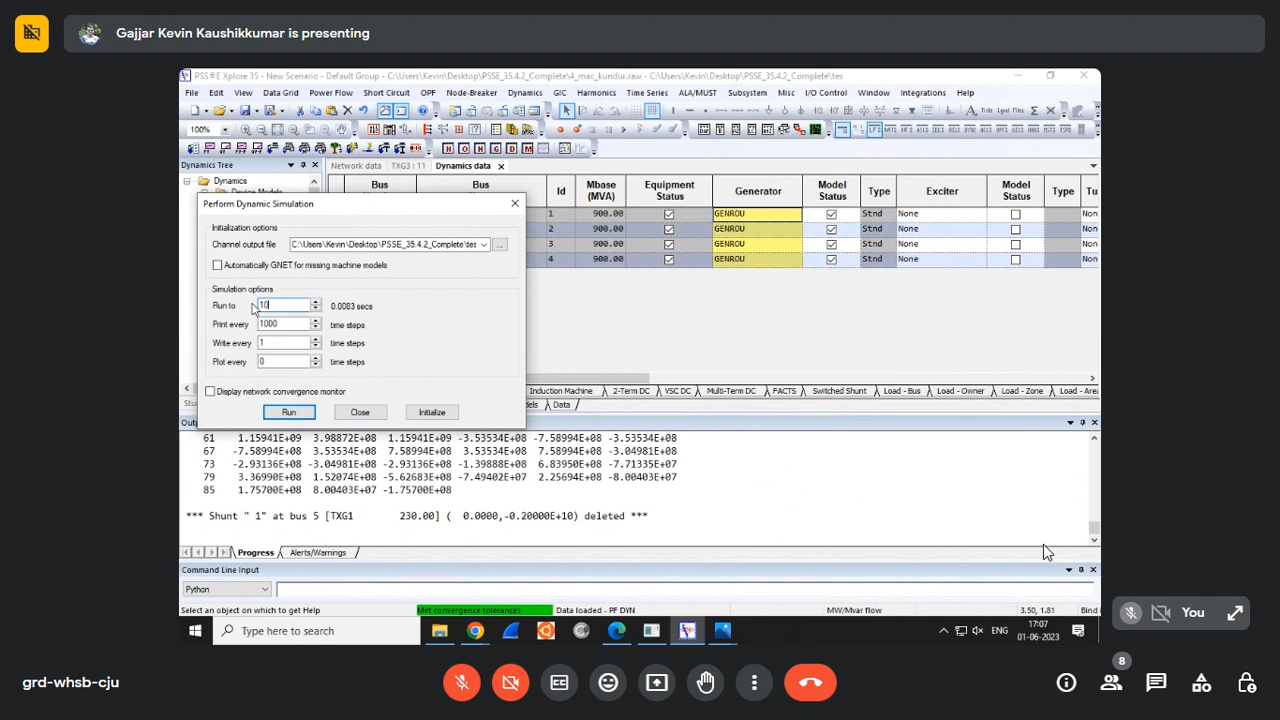 Gajjar Kevin Kaushikkumar is presenting
PSS®E Xplore 35 - New Scenario - Default Group - C:\Users\Kevin\Desktop\PSSE_35.4.2_Complete\4_mac_kundur.raw - C:\Users\Kevin\Desktop\PSSE_35.4.2_Complete\tes
File Edit View Data Grid Power Flow Short Circuit OPF Node-Breaker Dynamics GIC Harmonics Time Series ALA/MUST Subsystem Misc I/O Control Window Integrations Help
100%
Dynamics Tree
Network data TXG3 : 11 Dynamics data
Dynamics
Device Models
Bus Bus Id Mbase (MVA) Equipment Status Generator Model Status Type Exciter Model Status Type Tu
1 900.00 GENROU Stnd None Non
2 900.00 GENROU Stnd None Non
3 900.00 GENROU Stnd None Non
4 900.00 GENROU Stnd None Non
Perform Dynamic Simulation
Initialization options
Channel output file C:\Users\Kevin\Desktop\PSSE_35.4.2_Complete\tes ...
Automatically GNET for missing machine models
Simulation options
Run to 10 0.0083 secs
Print every 1000 time steps
Write every 1 time steps
Plot every 0 time steps
Display network convergence monitor
Run Close Initialize
Induction Machine 2-Term DC VSC DC Multi-Term DC FACTS Switched Shunt Load - Bus Load - Owner Load - Zone Load - Area
Data
61 1.15941E+09 3.98872E+08 1.15941E+09 -3.53534E+08 -7.58994E+08 -3.53534E+08
67 -7.58994E+08 3.53534E+08 7.58994E+08 3.53534E+08 -7.58994E+08 -3.04981E+08
73 -2.93136E+08 -3.04981E+08 -2.93136E+08 -1.39888E+08 6.83950E+08 -7.71335E+07
79 3.36990E+08 1.52074E+08 -5.62683E+08 -7.49402E+07 2.25694E+08 -8.00403E+07
85 1.75700E+08 8.00403E+07 -1.75700E+08
*** Shunt " 1" at bus 5 [TXG1 230.00] ( 0.0000,-0.20000E+10) deleted ***
Progress Alerts/Warnings
Command Line Input
Python
Select an object on which to get Help Met convergence tolerances Data loaded - PF DYN MW/Mvar flow 3.50, 1.81 Bind
Type here to search
ENG
17:07
01-06-2023
You
8
grd-whsb-cju